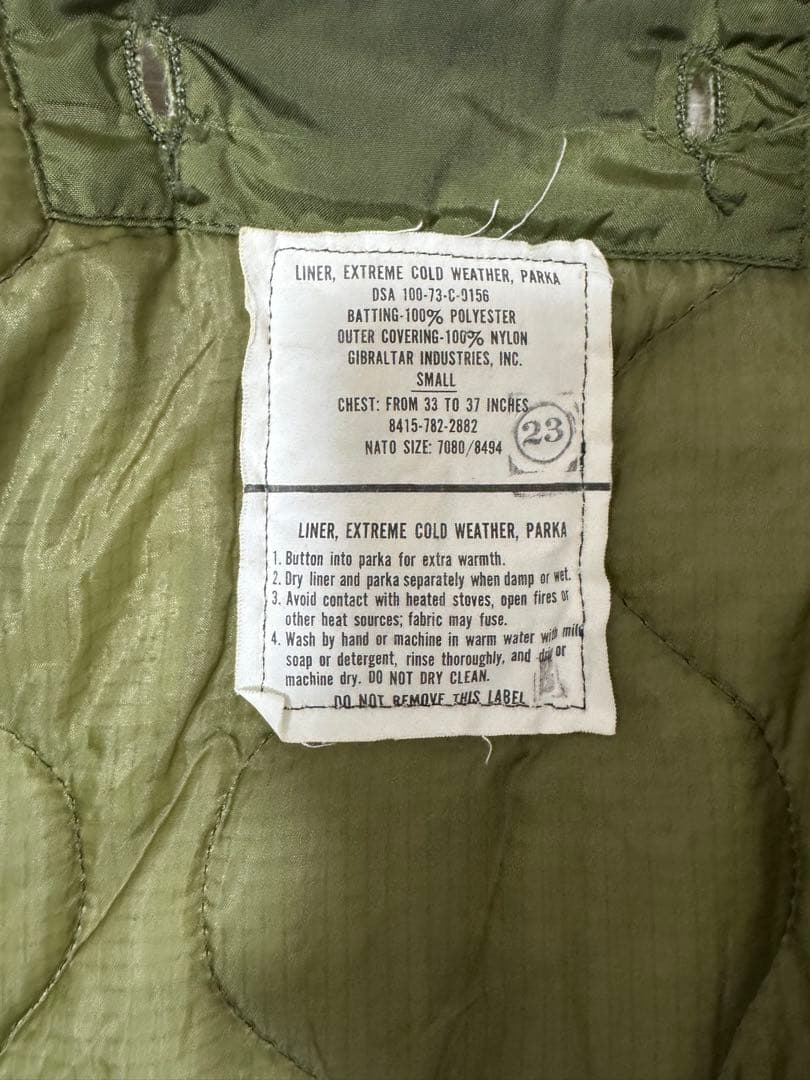 LINER, EXTREME COLD WEATHER, PARKA
DSA 100-73-C-0156
BATTING-100% POLYESTER
OUTER COVERING-100% NYLON
GIBRALTAR INDUSTRIES, INC.
SMALL
CHEST: FROM 33 TO 37 INCHES
8415-782-2882
NATO SIZE: 7080/8494
23
LINER, EXTREME COLD WEATHER, PARKA
1. Button into parka for extra warmth.
2. Dry liner and parka separately when damp or wet.
3. Avoid contact with heated stoves, open fires or
other heat sources; fabric may fuse.
4. Wash by hand or machine in warm water with mild
soap or detergent, rinse thoroughly, and or
machine dry. DO NOT DRY CLEAN.
DO NOT REMOVE THIS LABEL